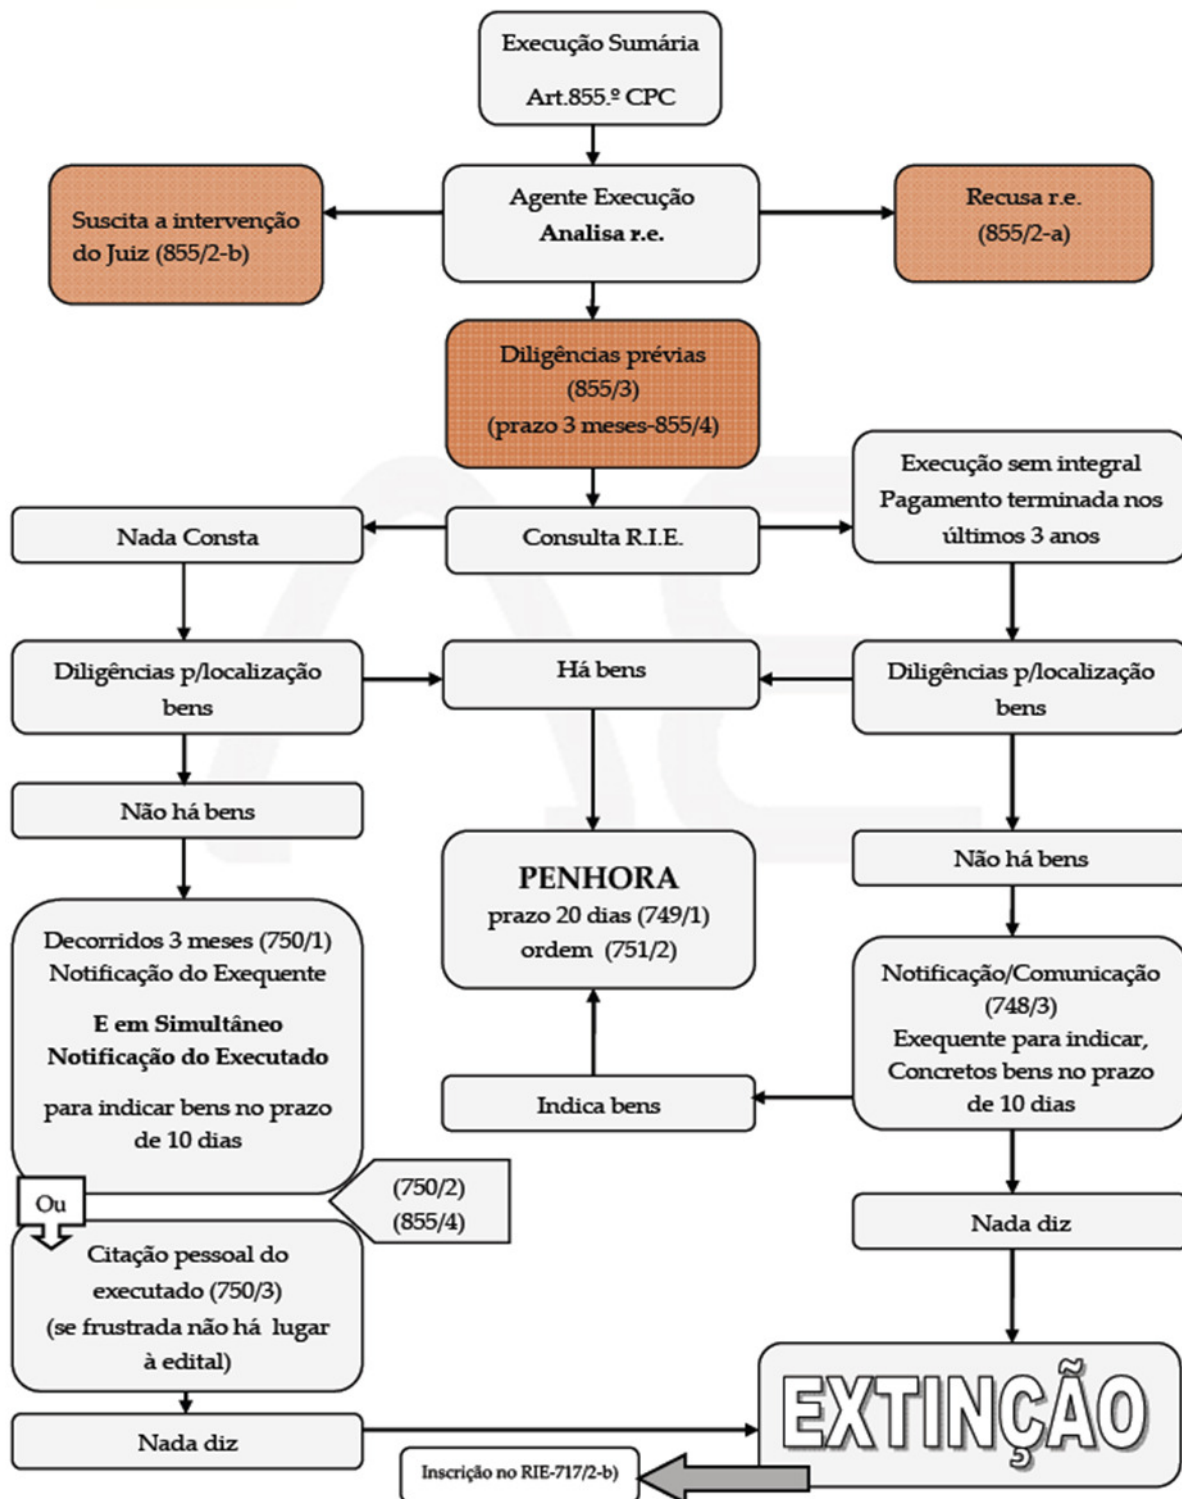 Execução Sumária
Art.855.º CPC
Suscita a intervenção
do Juiz (855/2-b)
Agente Execução
Analisa r.e.
Recusa r.e.
(855/2-a)
Diligências prévias
(855/3)
(prazo 3 meses-855/4)
Nada Consta
Consulta R.I.E.
Execução sem integral
Pagamento terminada nos
últimos 3 anos
Diligências p/localização
bens
Há bens
Diligências p/localização
bens
Não há bens
PENHORA
prazo 20 dias (749/1)
ordem (751/2)
Não há bens
Decorridos 3 meses (750/1)
Notificação do Exequente
E em Simultâneo
Notificação do Executado
para indicar bens no prazo
de 10 dias
Indica bens
Notificação/Comunicação
(748/3)
Exequente para indicar,
Concretos bens no prazo
de 10 dias
Ou
(750/2)
(855/4)
Nada diz
Citação pessoal do
executado (750/3)
(se frustrada não há lugar
à edital)
Nada diz
EXTINÇÃO
Inscrição no RIE-717/2-b)